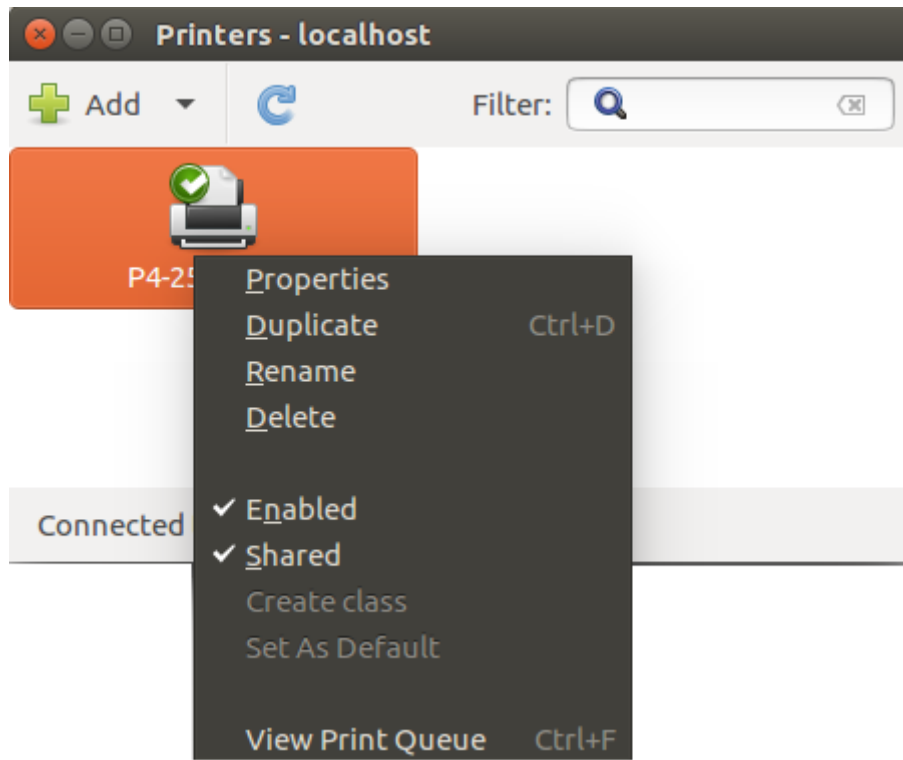 Printers - localhost
Add
Filter:
P4-25
Properties
Duplicate Ctrl+D
Rename
Delete
Enabled
Shared
Create class
Set As Default
View Print Queue Ctrl+F
Connected